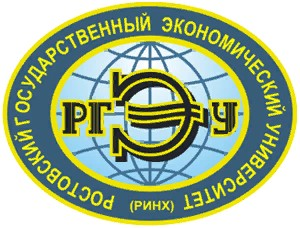 РОСТОВСКИЙ ГОСУДАРСТВЕННЫЙ ЭКОНОМИЧЕСКИЙ УНИВЕРСИТЕТ
РГЭУ
(РИНХ)